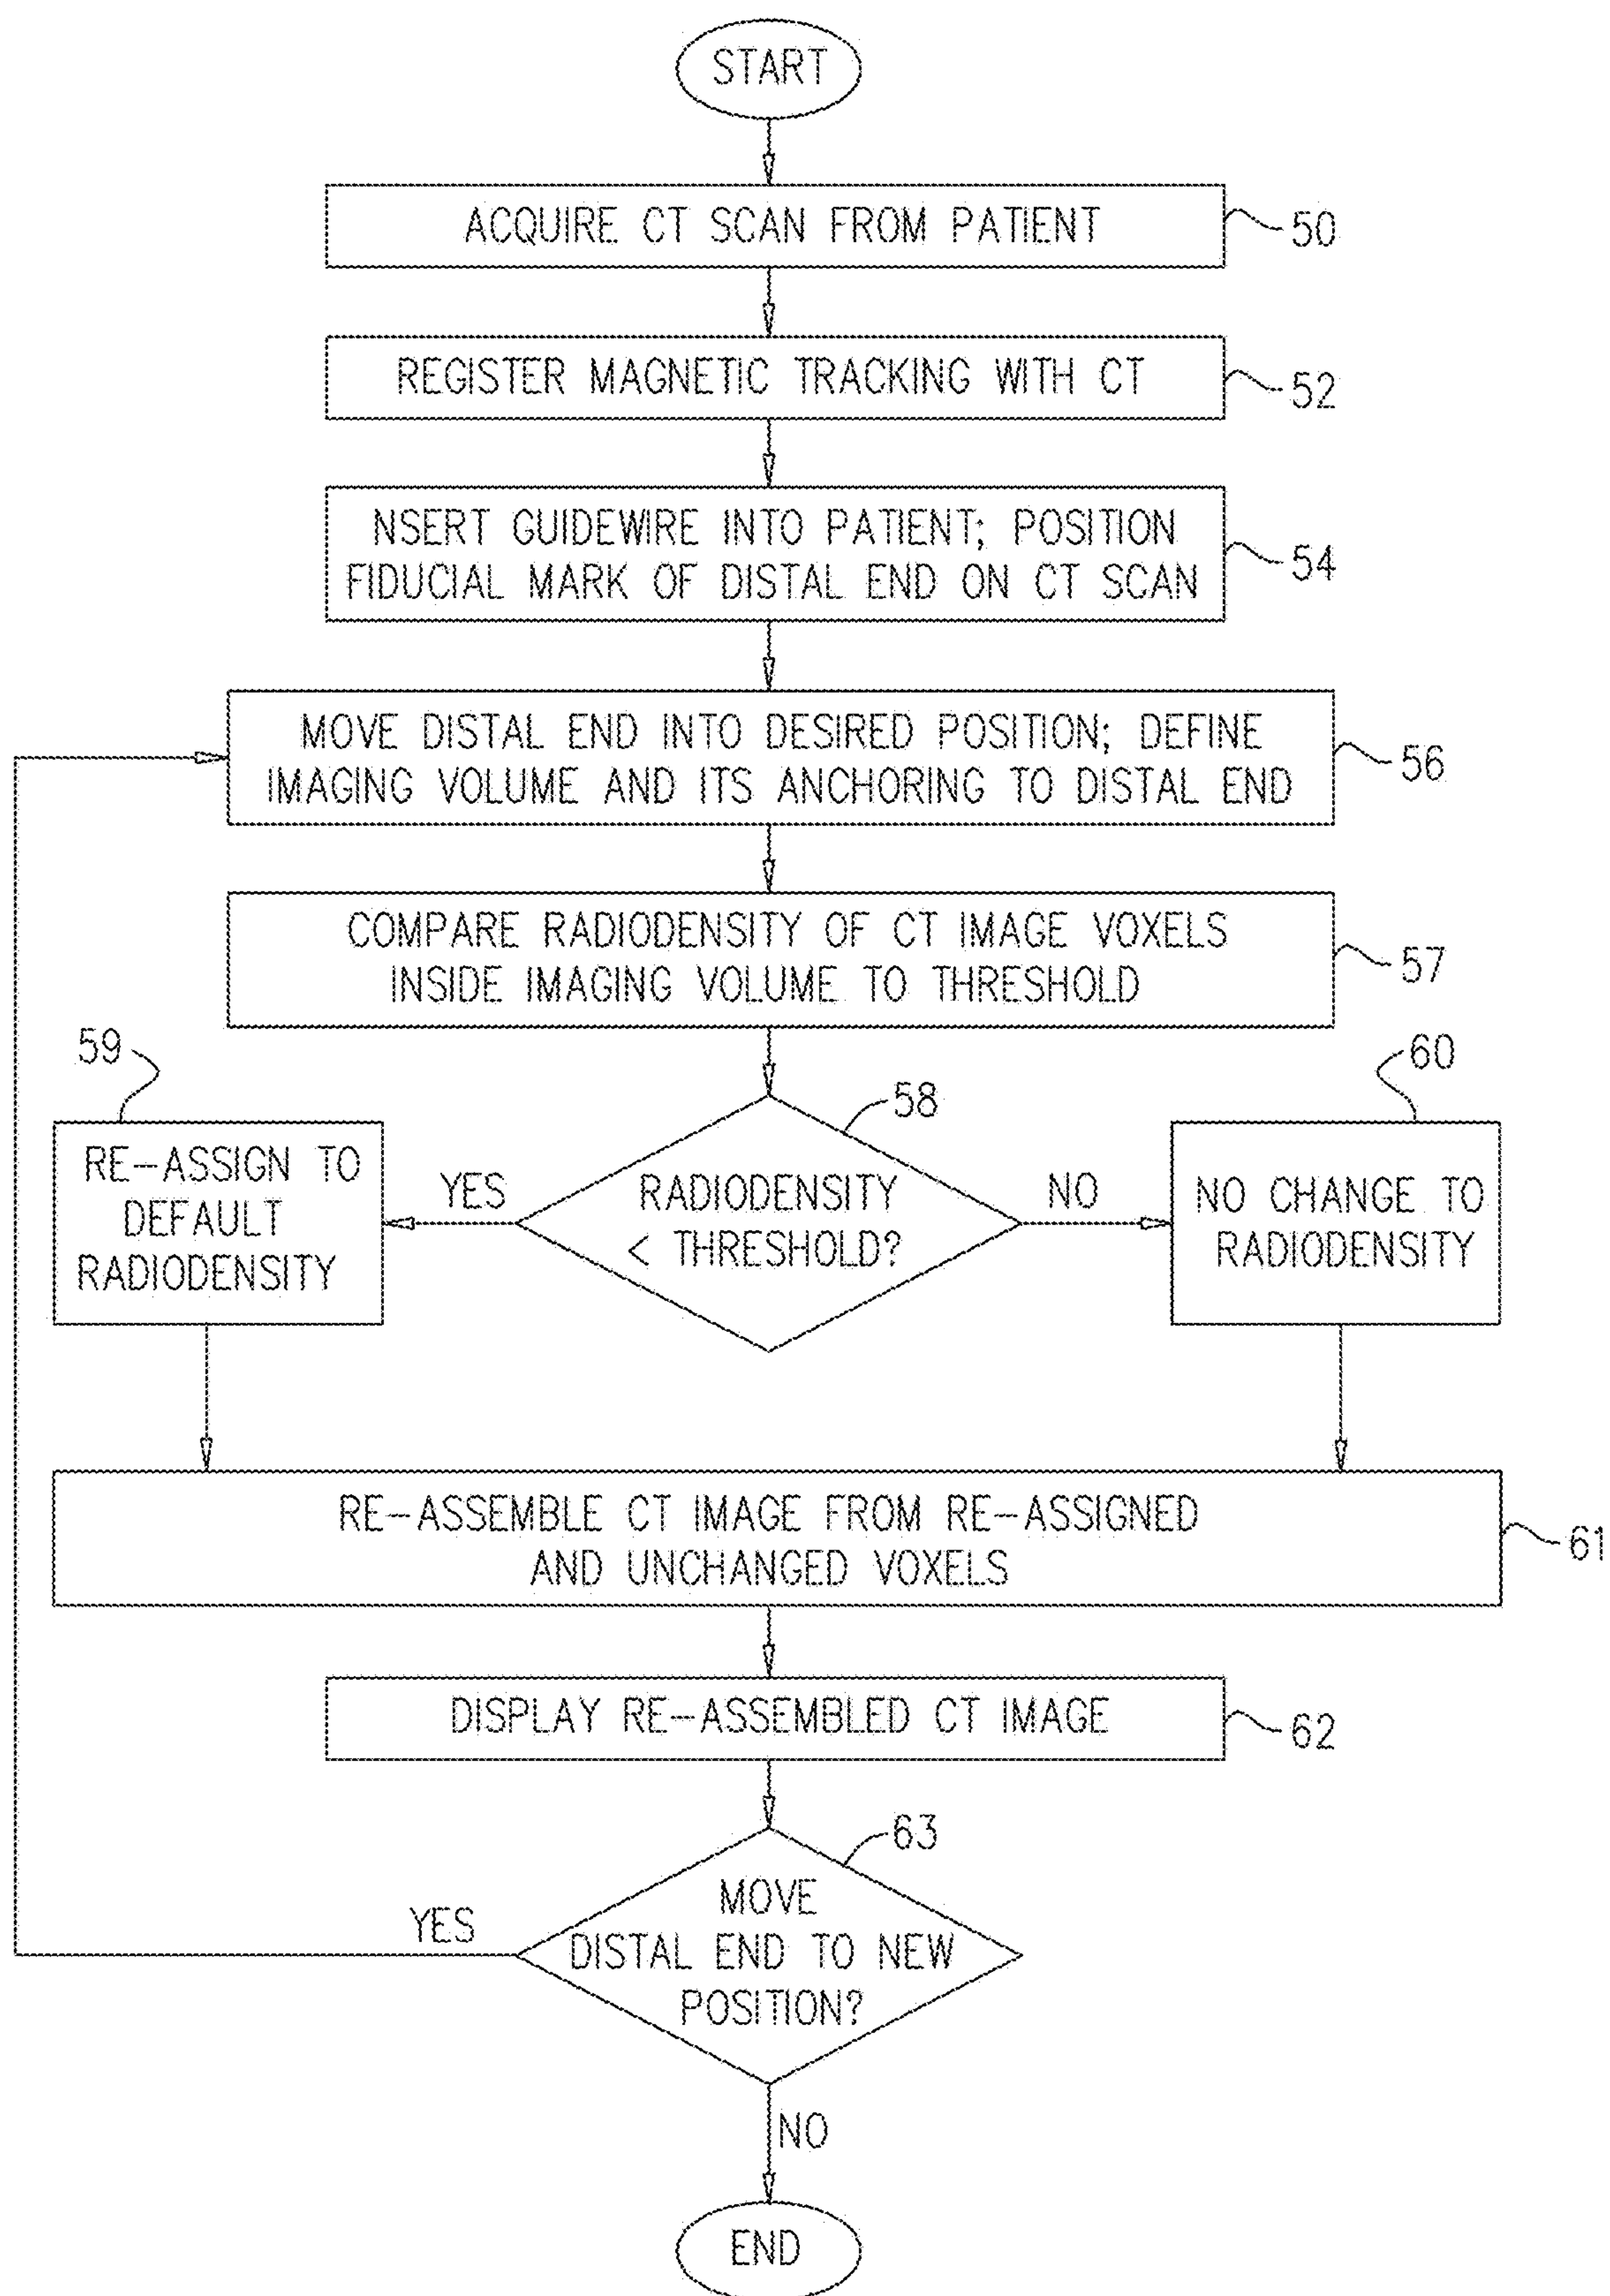 START
ACQUIRE CT SCAN FROM PATIENT
50
REGISTER MAGNETIC TRACKING WITH CT
52
NSERT GUIDEWIRE INTO PATIENT; POSITION
FIDUCIAL MARK OF DISTAL END ON CT SCAN
54
MOVE DISTAL END INTO DESIRED POSITION; DEFINE
IMAGING VOLUME AND ITS ANCHORING TO DISTAL END
56
COMPARE RADIODENSITY OF CT IMAGE VOXELS
INSIDE IMAGING VOLUME TO THRESHOLD
57
59
RE-ASSIGN TO
DEFAULT
RADIODENSITY
YES
58
RADIODENSITY
< THRESHOLD?
NO
60
NO CHANGE TO
RADIODENSITY
RE-ASSEMBLE CT IMAGE FROM RE-ASSIGNED
AND UNCHANGED VOXELS
61
DISPLAY RE-ASSEMBLED CT IMAGE
62
63
YES
MOVE
DISTAL END TO NEW
POSITION?
NO
END